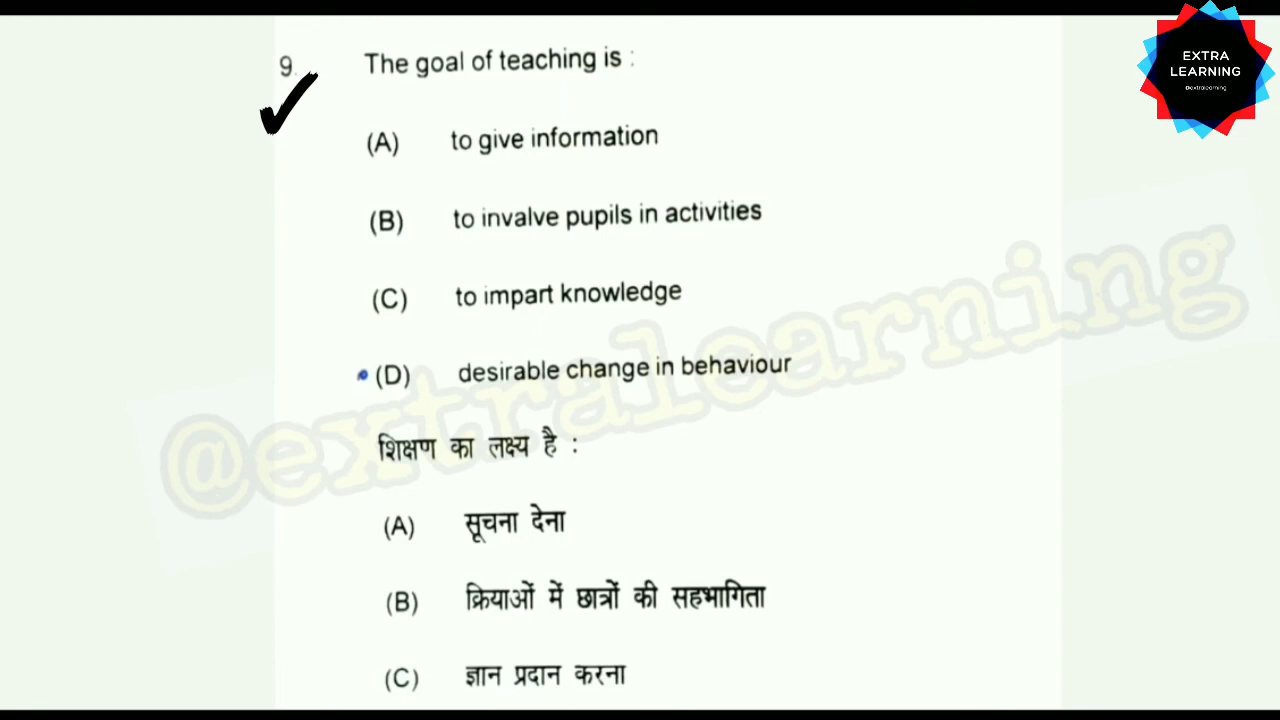 EXTRA
LEARNING
@extralearning
9. The goal of teaching is :
(A) to give information
(B) to invalve pupils in activities
(C) to impart knowledge
(D) desirable change in behaviour
शिक्षण का लक्ष्य है :
(A) सूचना देना
(B) क्रियाओं में छात्रों की सहभागिता
(C) ज्ञान प्रदान करना
@extralearning